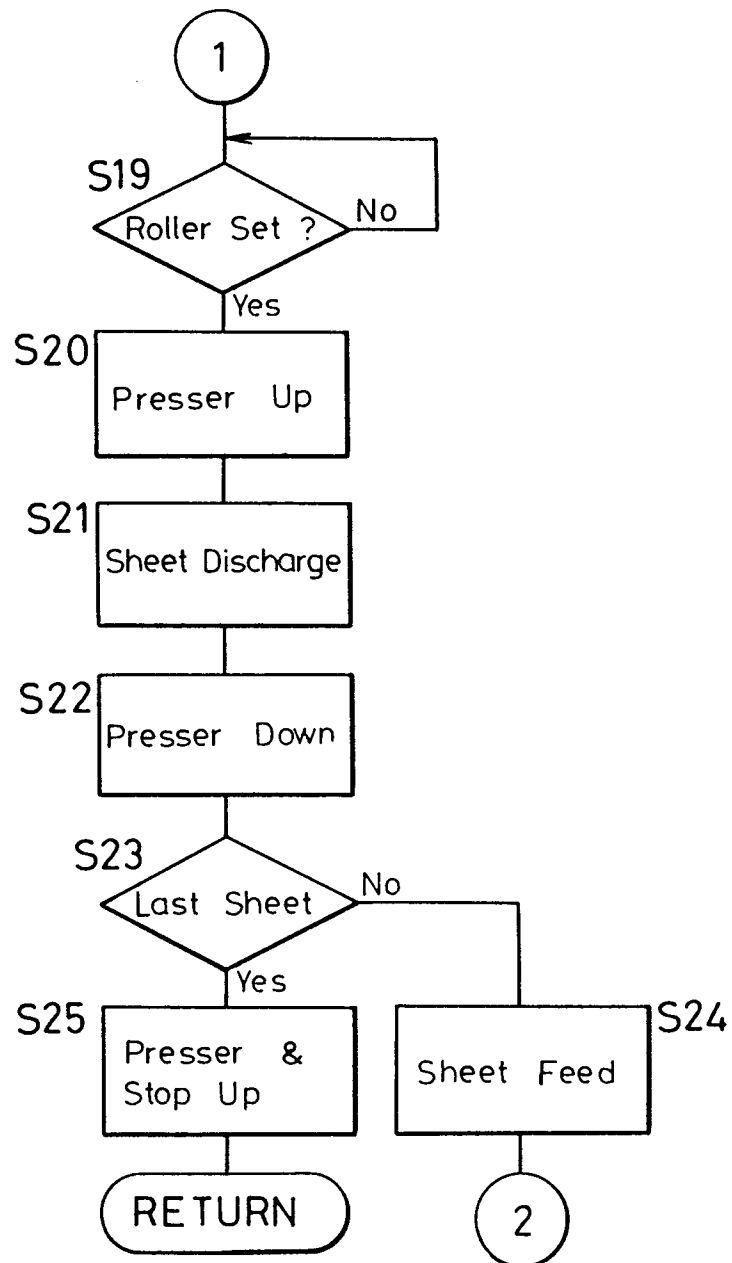 1
S19
Roller Set ?
No
Yes
S20
Presser Up
S21
Sheet Discharge
S22
Presser Down
S23
Last Sheet
No
Yes
S25
Presser &
Stop Up
S24
Sheet Feed
RETURN
2